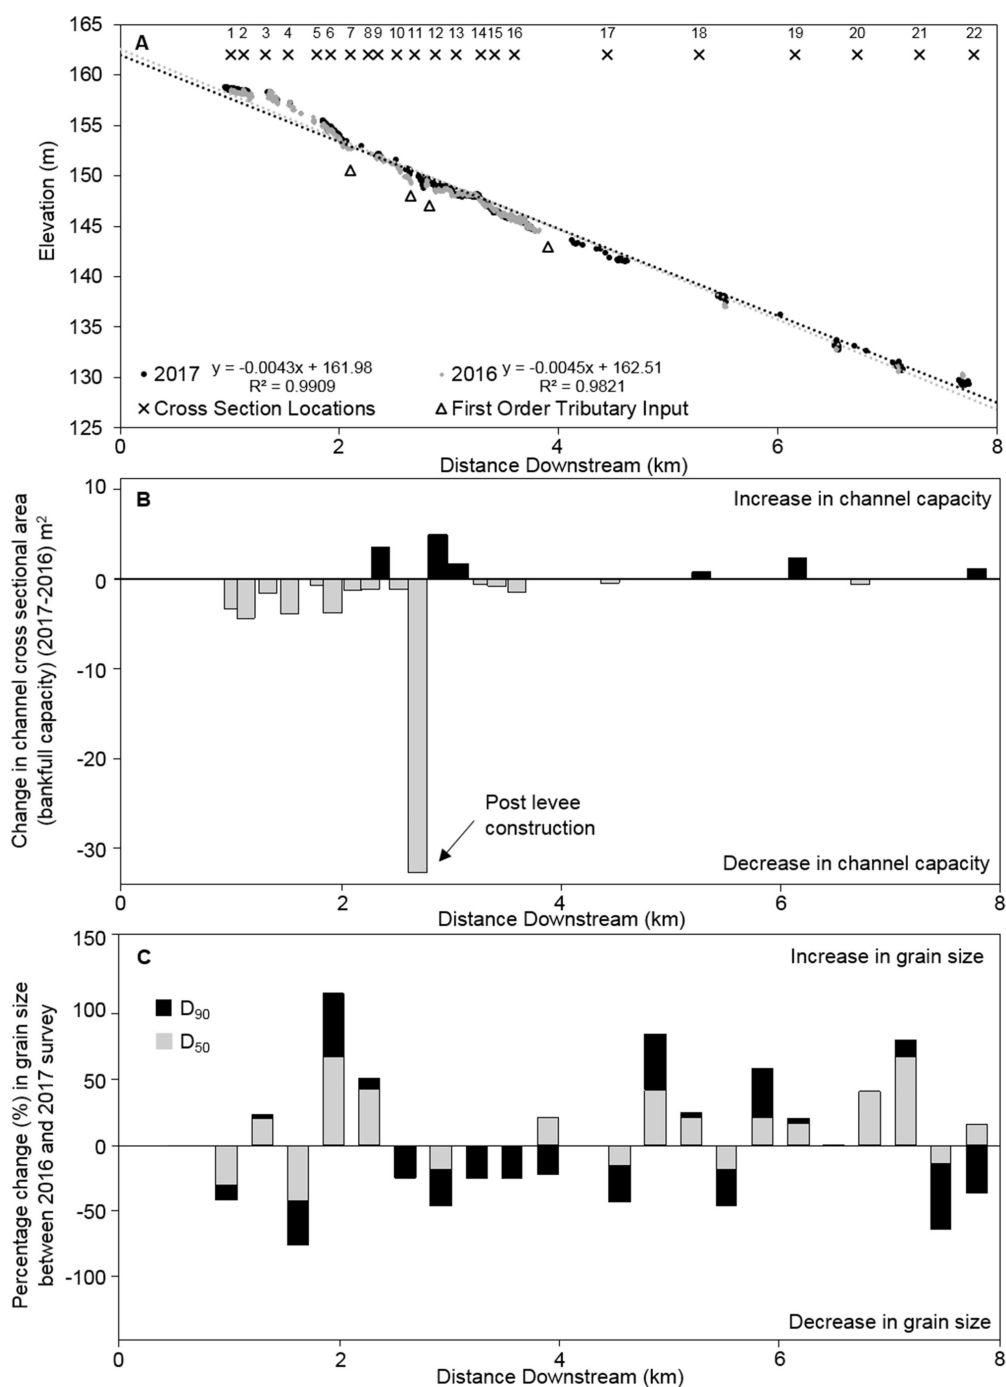 165
1 2 3 4 5 6 7 8 9 10 11 12 13 14 15 16 17 18 19 20 21 22
A
160
155
150
145
140
135
130
125
Elevation (m)
2017 y = -0.0043x + 161.98
R² = 0.9909
2016 y = -0.0045x + 162.51
R² = 0.9821
Cross Section Locations
First Order Tributary Input
0 2 4 6 8
Distance Downstream (km)
10
B
Increase in channel capacity
0
-10
-20
-30
Change in channel cross sectional area
(bankfull capacity) (2017-2016) m²
Post levee
construction
Decrease in channel capacity
0 2 4 6 8
Distance Downstream (km)
150
C
Increase in grain size
100
50
0
-50
-100
Percentage change (%) in grain size
between 2016 and 2017 survey
D₉₀
D₅₀
Decrease in grain size
0 2 4 6 8
Distance Downstream (km)